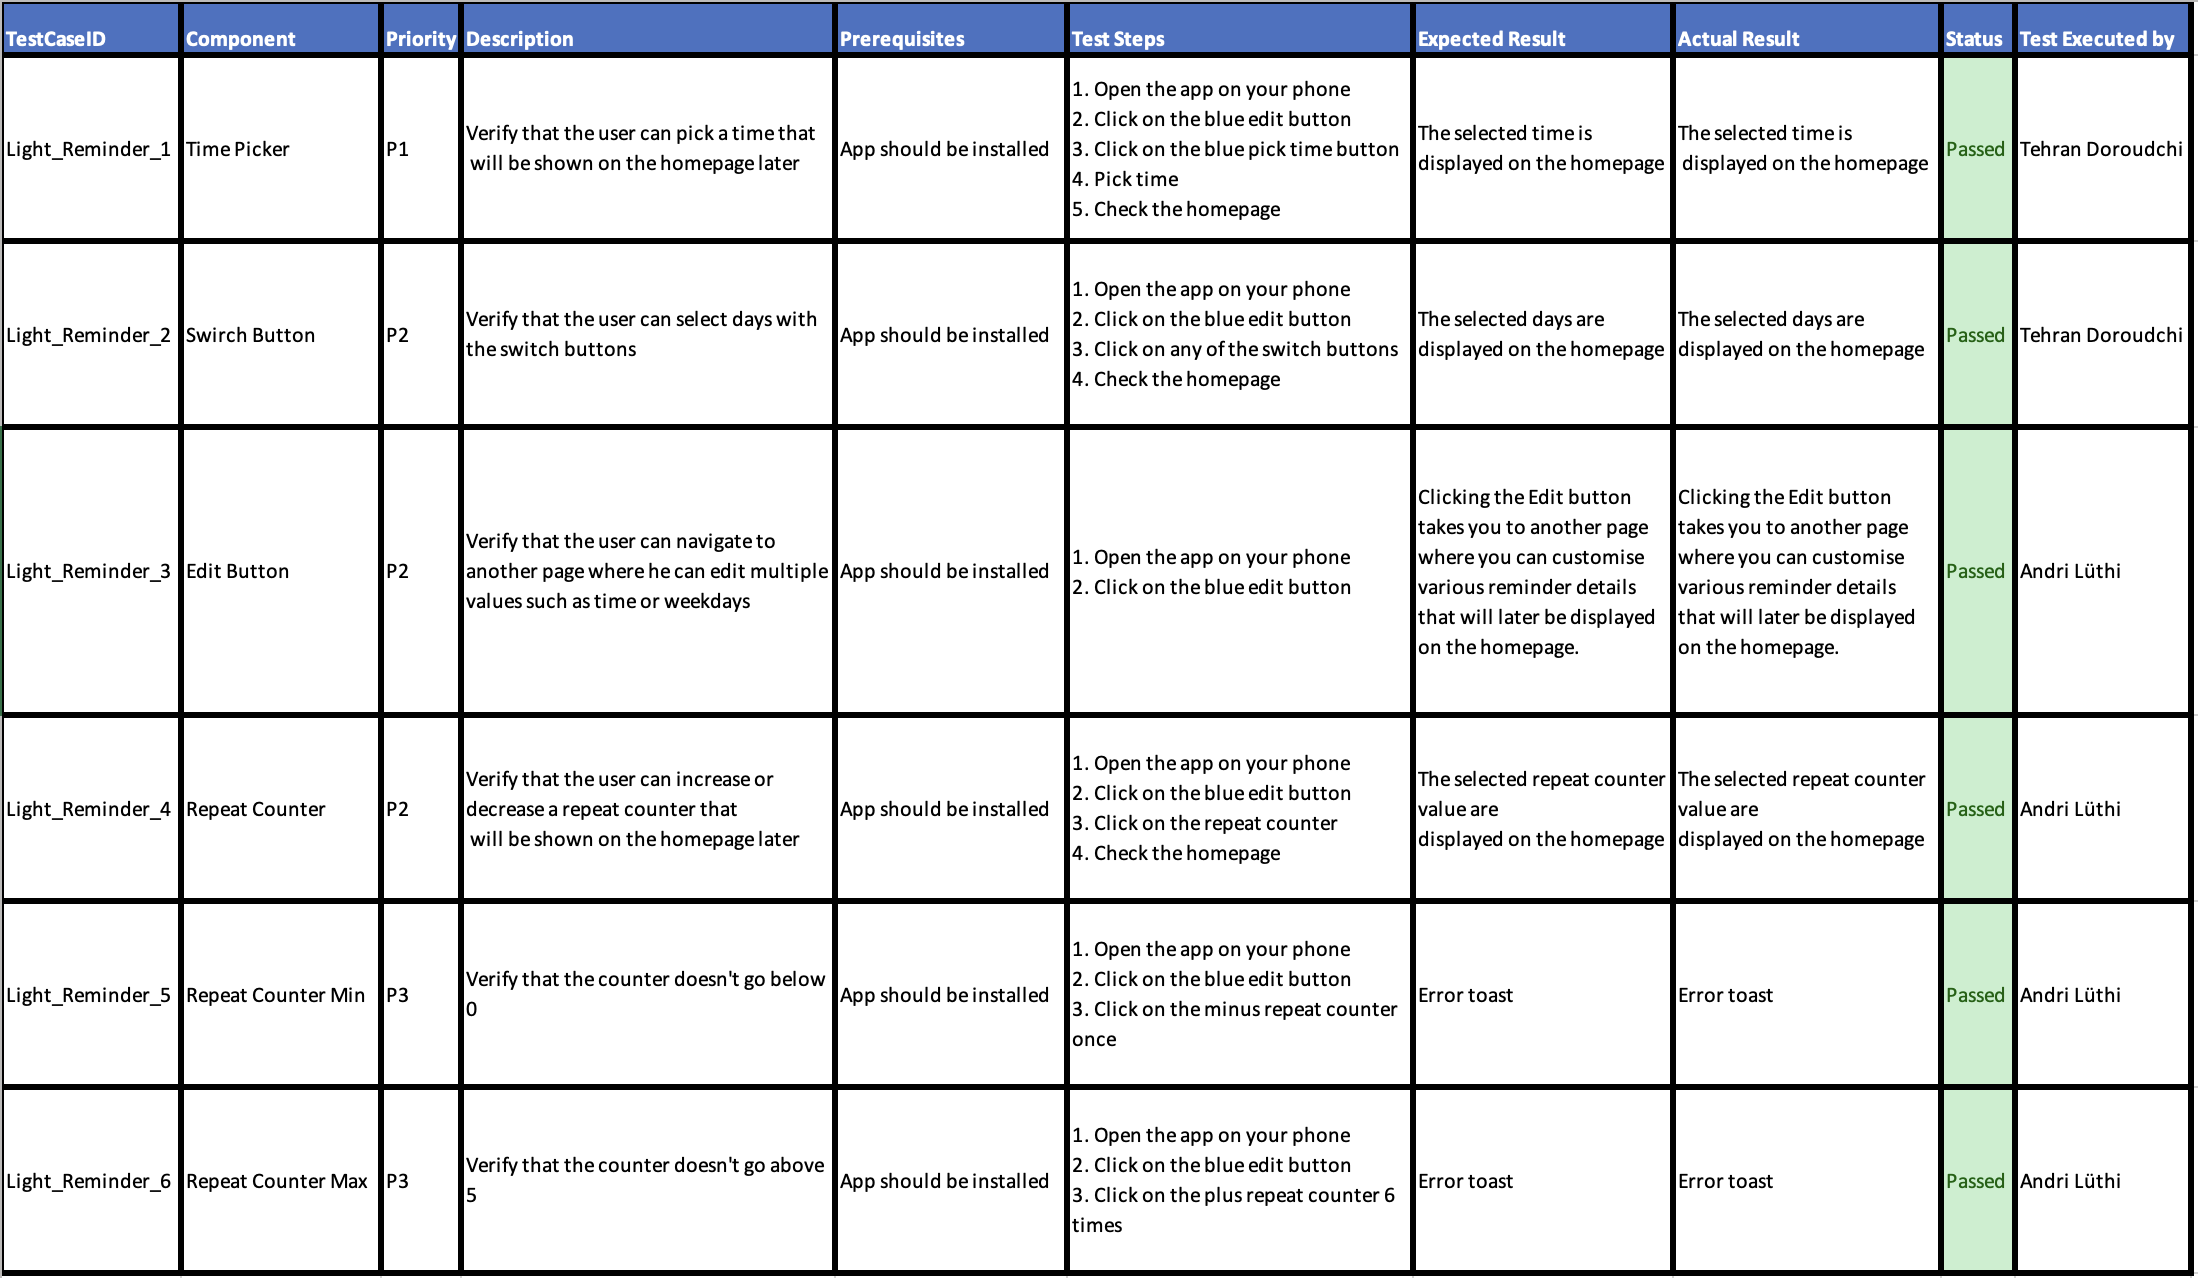 TestCaseID Component Priority Description Prerequisites Test Steps Expected Result Actual Result Status Test Executed by
Light_Reminder_1
Time Picker
P1
Verify that the user can pick a time that
will be shown on the homepage later
App should be installed
1. Open the app on your phone
2. Click on the blue edit button
3. Click on the blue pick time button
4. Pick time
5. Check the homepage
The selected time is
displayed on the homepage
The selected time is
displayed on the homepage
Passed
Tehran Doroudchi
Light_Reminder_2
Swirch Button
P2
Verify that the user can select days with
the switch buttons
App should be installed
1. Open the app on your phone
2. Click on the blue edit button
3. Click on any of the switch buttons
4. Check the homepage
The selected days are
displayed on the homepage
The selected days are
displayed on the homepage
Passed
Tehran Doroudchi
Light_Reminder_3
Edit Button
P2
Verify that the user can navigate to
another page where he can edit multiple
values such as time or weekdays
App should be installed
1. Open the app on your phone
2. Click on the blue edit button
Clicking the Edit button
takes you to another page
where you can customise
various reminder details
that will later be displayed
on the homepage.
Clicking the Edit button
takes you to another page
where you can customise
various reminder details
that will later be displayed
on the homepage.
Passed
Andri Lüthi
Light_Reminder_4
Repeat Counter
P2
Verify that the user can increase or
decrease a repeat counter that
will be shown on the homepage later
App should be installed
1. Open the app on your phone
2. Click on the blue edit button
3. Click on the repeat counter
4. Check the homepage
The selected repeat counter
value are
displayed on the homepage
The selected repeat counter
value are
displayed on the homepage
Passed
Andri Lüthi
Light_Reminder_5
Repeat Counter Min
P3
Verify that the counter doesn't go below
0
App should be installed
1. Open the app on your phone
2. Click on the blue edit button
3. Click on the minus repeat counter
once
Error toast
Error toast
Passed
Andri Lüthi
Light_Reminder_6
Repeat Counter Max
P3
Verify that the counter doesn't go above
5
App should be installed
1. Open the app on your phone
2. Click on the blue edit button
3. Click on the plus repeat counter 6
times
Error toast
Error toast
Passed
Andri Lüthi